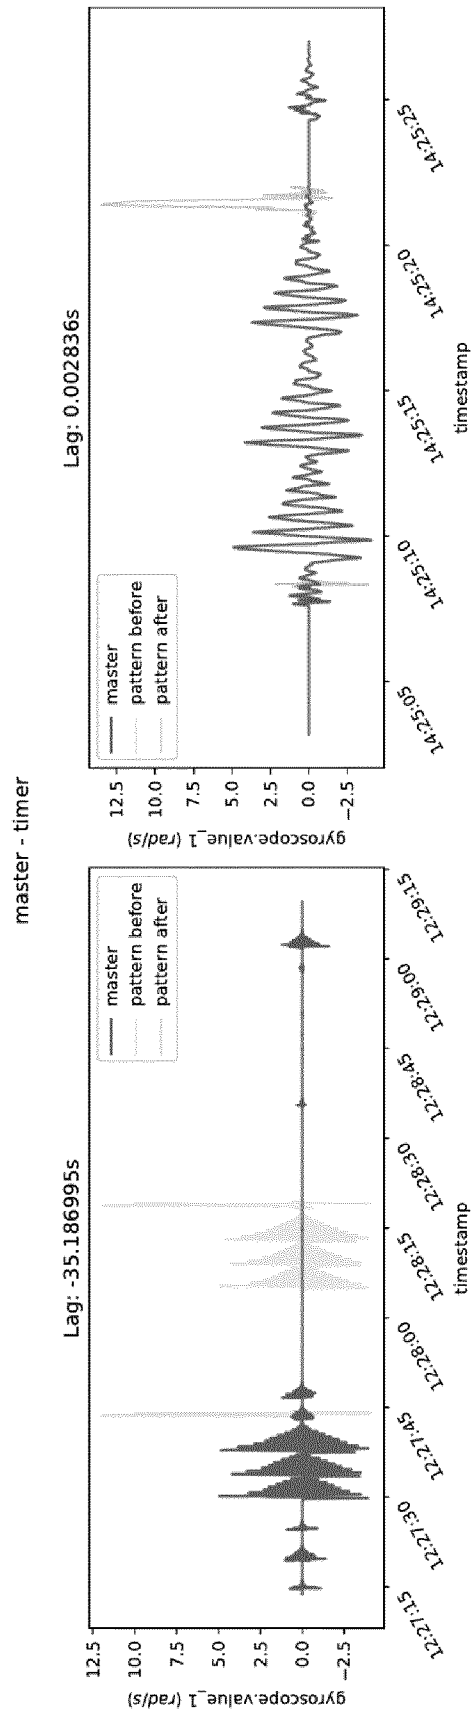 master - timer
Lag: -35.186995s
master
pattern before
pattern after
12.5
10.0
7.5
5.0
2.5
0.0
−2.5
gyroscope.value_1 (rad/s)
12:27:15
12:27:30
12:27:45
12:28:00
12:28:15
12:28:30
12:28:45
12:29:00
12:29:15
timestamp
Lag: 0.002836s
master
pattern before
pattern after
12.5
10.0
7.5
5.0
2.5
0.0
−2.5
gyroscope.value_1 (rad/s)
14:25:05
14:25:10
14:25:15
14:25:20
14:25:25
timestamp